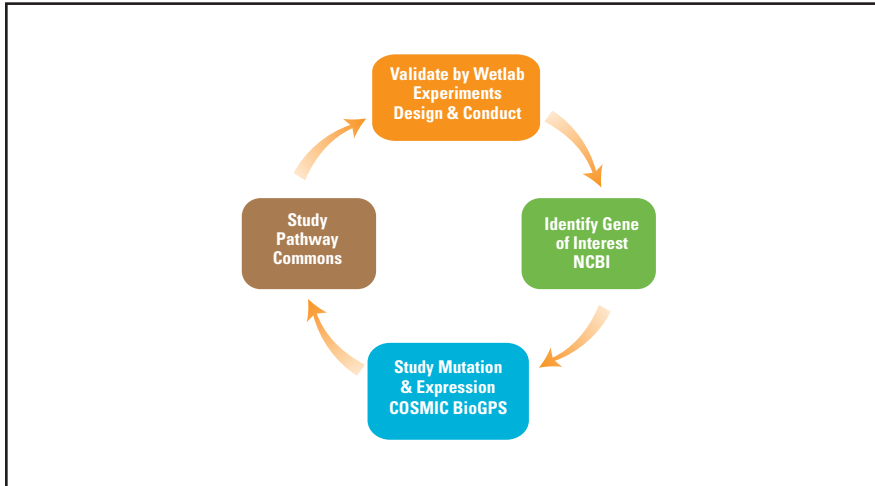 Validate by Wetlab
Experiments
Design & Conduct
Study
Pathway
Commons
Identify Gene
of Interest
NCBI
Study Mutation
& Expression
COSMIC BioGPS